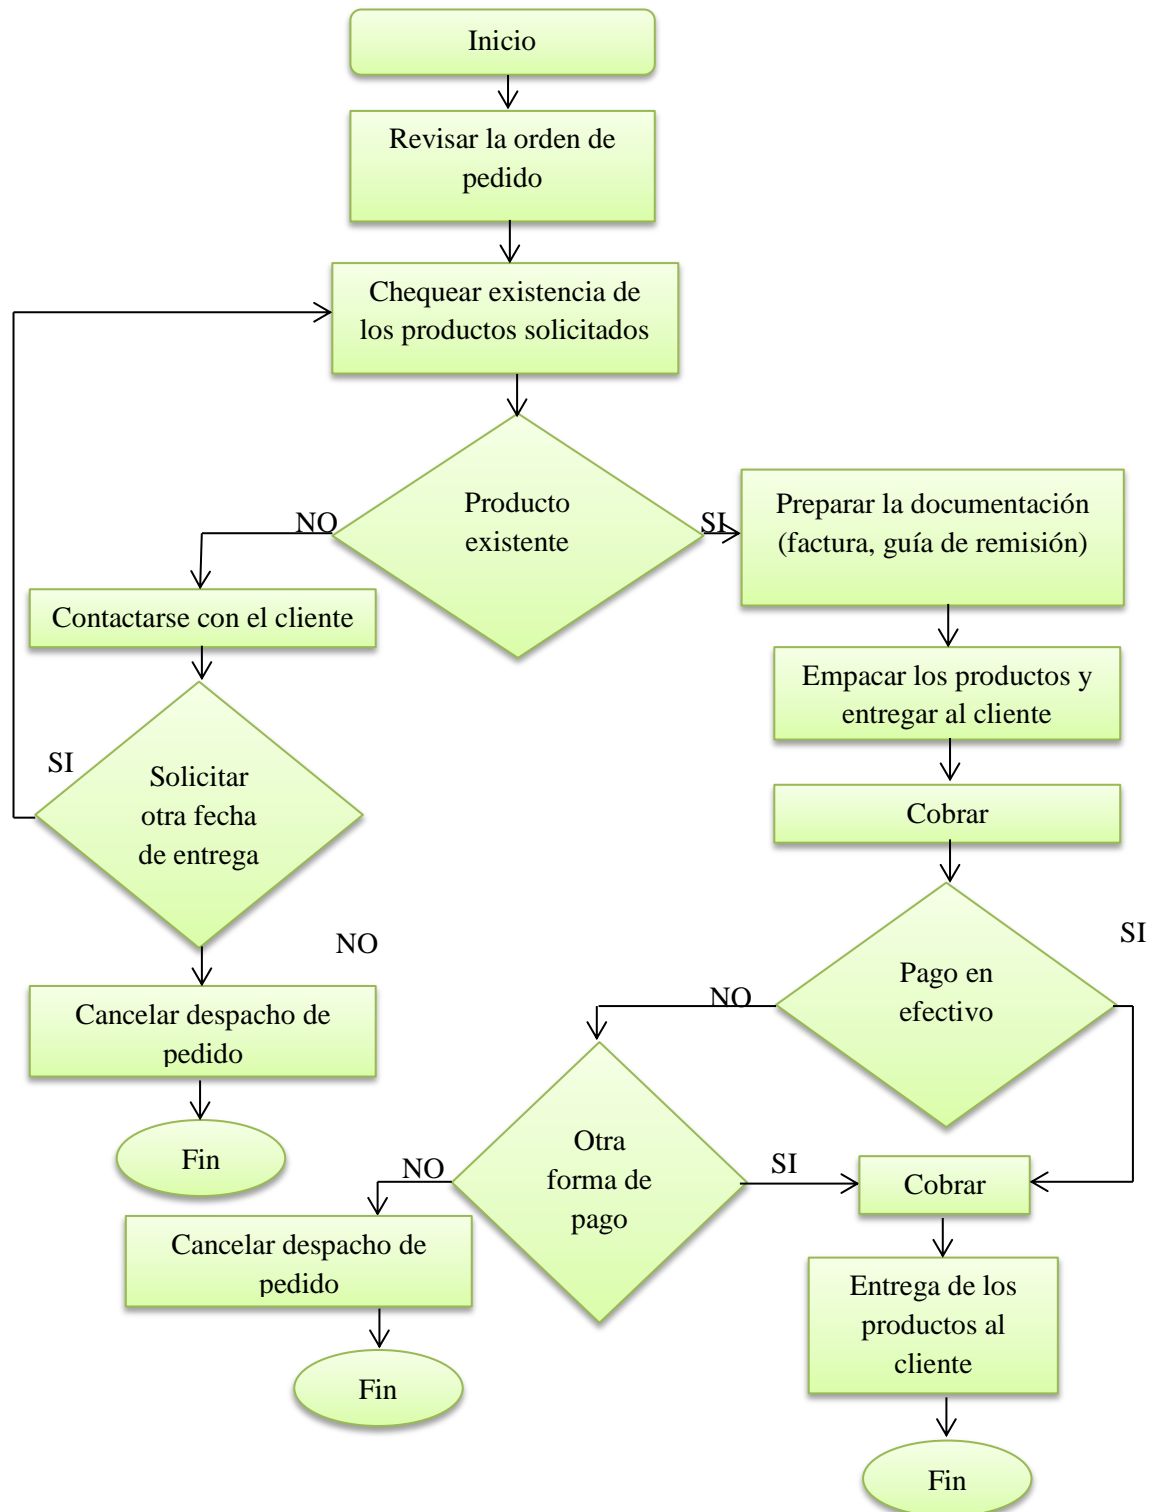 Inicio
Revisar la orden de
pedido
Chequear existencia de
los productos solicitados
Producto
existente
NO
SI
Preparar la documentación
(factura, guía de remisión)
Contactarse con el cliente
Empacar los productos y
entregar al cliente
SI
Solicitar
otra fecha
de entrega
Cobrar
NO
SI
Pago en
efectivo
NO
Cancelar despacho de
pedido
Fin
Otra
forma de
pago
NO
SI
Cobrar
Cancelar despacho de
pedido
Entrega de los
productos al
cliente
Fin
Fin